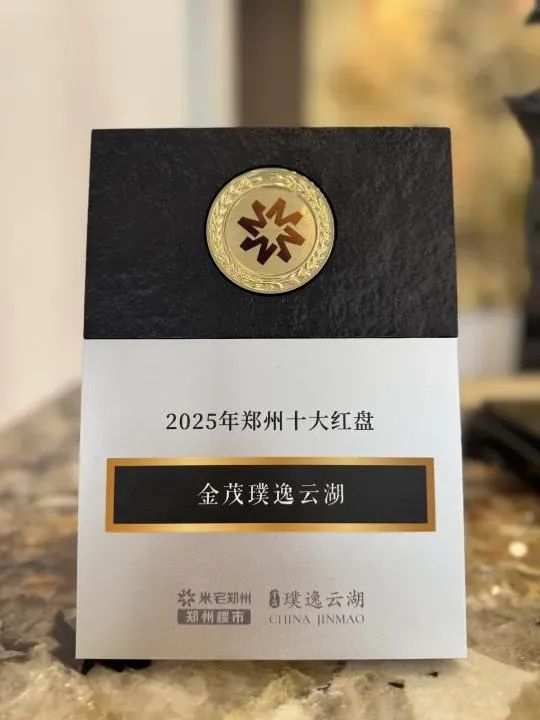 2025年郑州十大红盘
金茂璞逸云湖
米宅郑州
郑州楼市
璞逸云湖
CHINA JINMAO